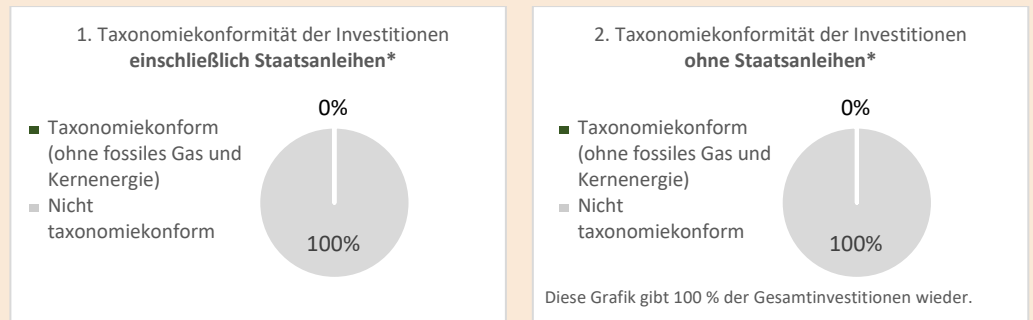 1. Taxonomiekonformität der Investitionen
einschließlich Staatsanleihen*
0%
Taxonomiekonform
(ohne fossiles Gas und
Kernenergie)
Nicht
taxonomiekonform
100%
2. Taxonomiekonformität der Investitionen
ohne Staatsanleihen*
0%
Taxonomiekonform
(ohne fossiles Gas und
Kernenergie)
Nicht
taxonomiekonform
100%
Diese Grafik gibt 100 % der Gesamtinvestitionen wieder.